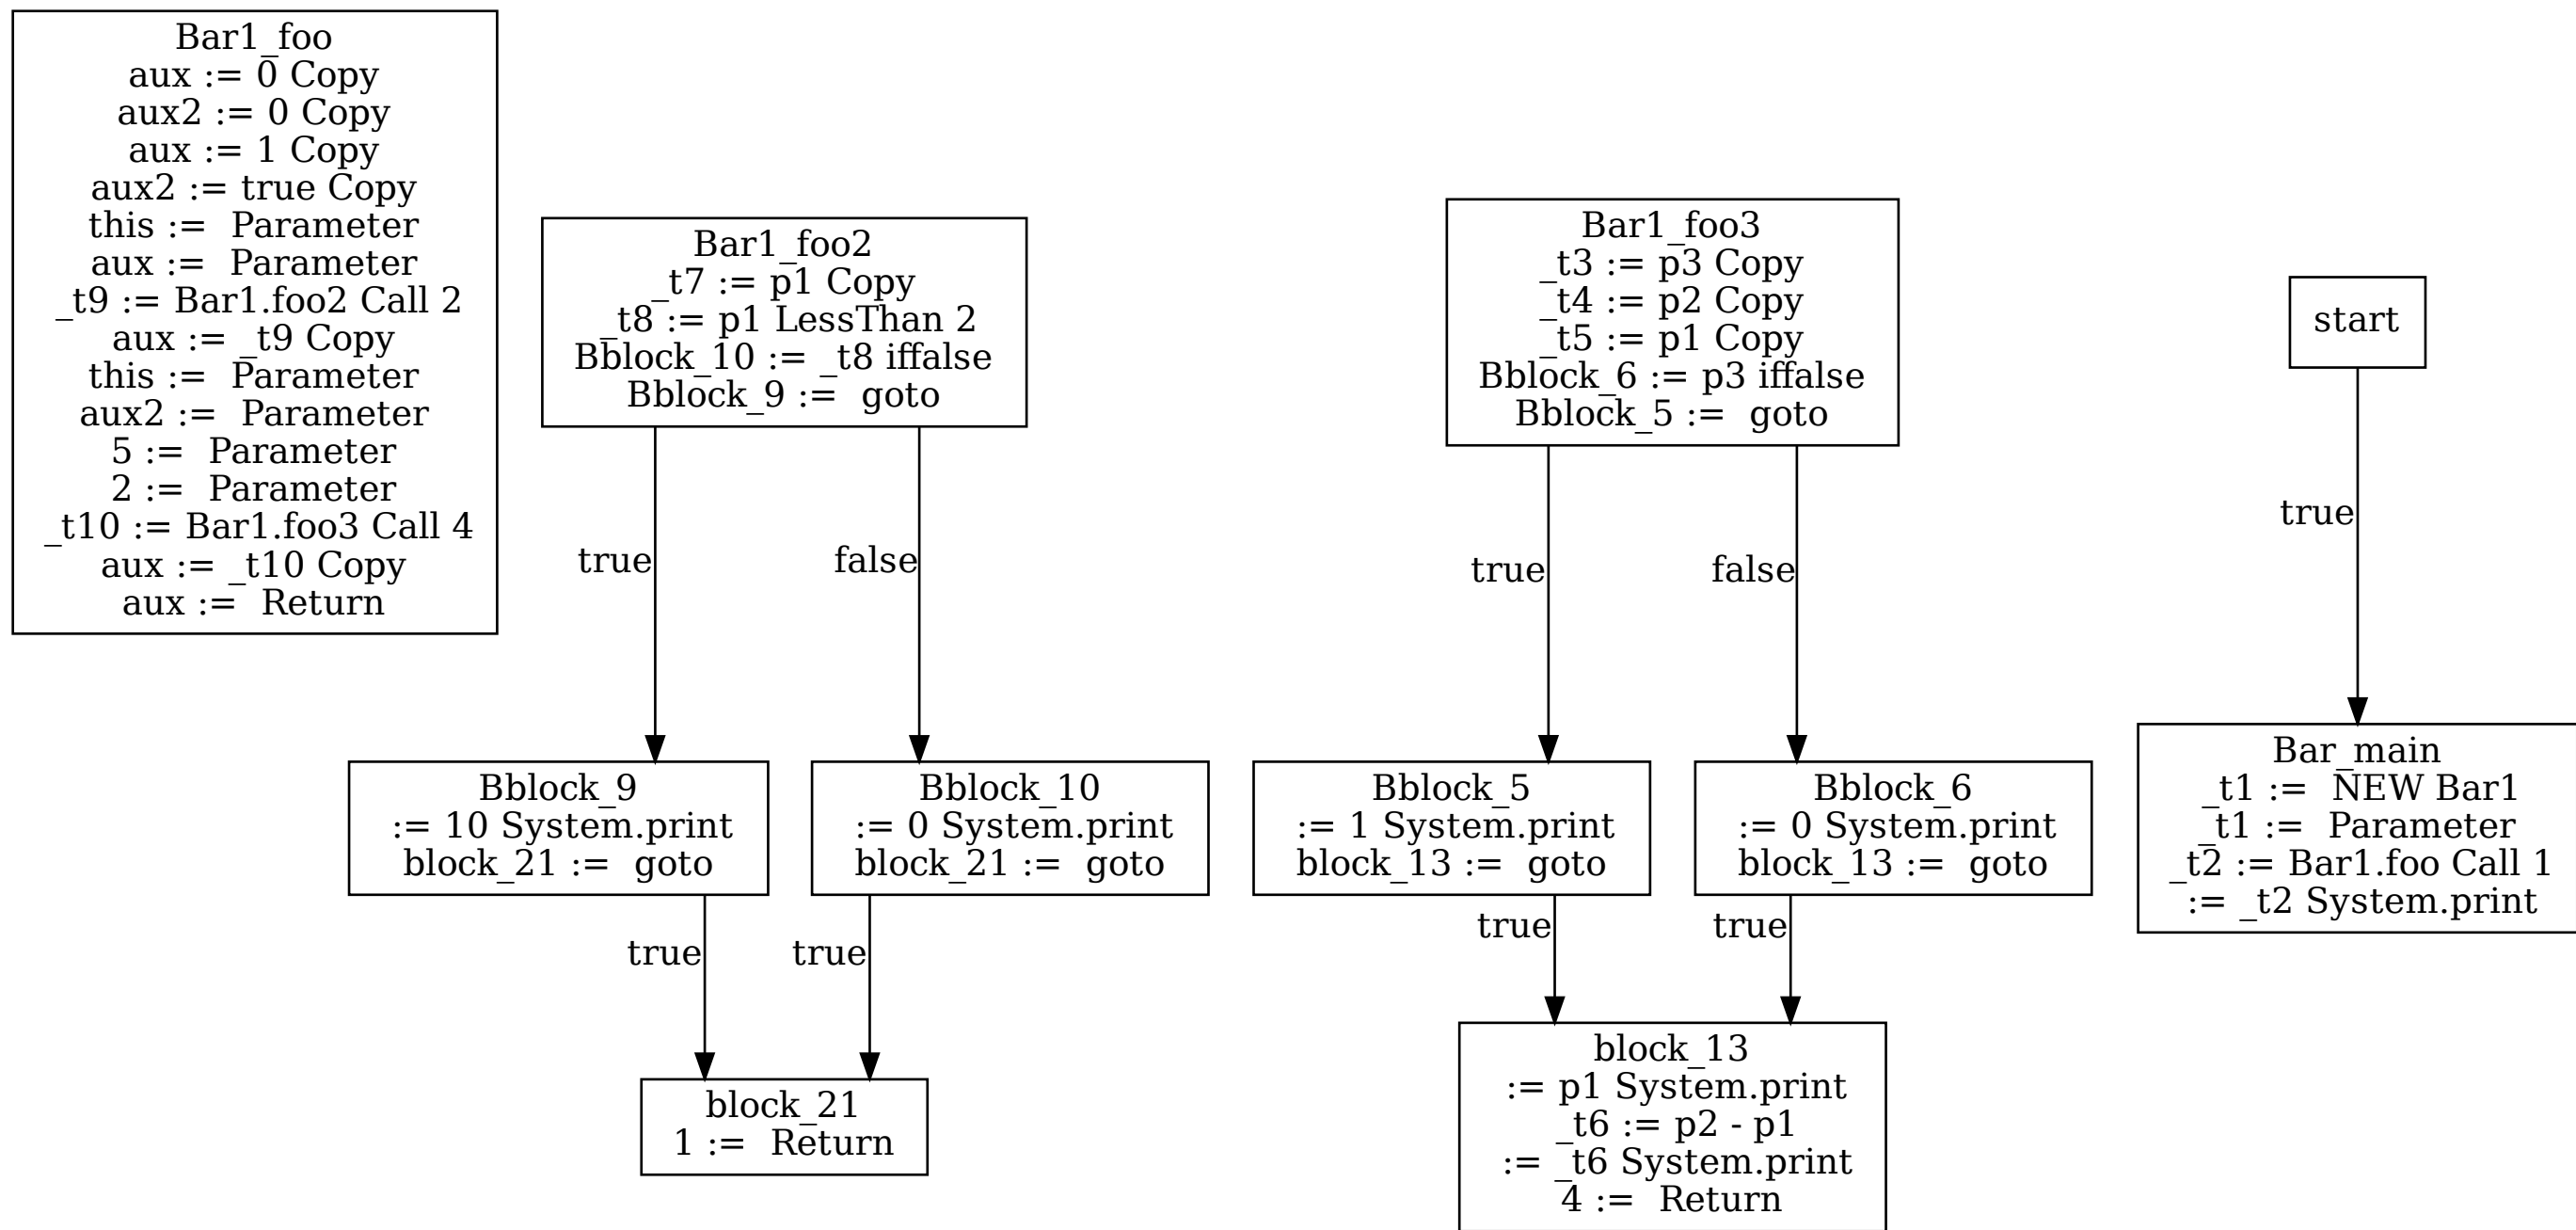 Bar1_foo
aux := 0 Copy
aux2 := 0 Copy
aux := 1 Copy
aux2 := true Copy
this :=  Parameter
aux :=  Parameter
_t9 := Bar1.foo2 Call 2
aux := _t9 Copy
this :=  Parameter
aux2 :=  Parameter
5 :=  Parameter
2 :=  Parameter
_t10 := Bar1.foo3 Call 4
aux := _t10 Copy
aux :=  Return
Bar1_foo2
_t7 := p1 Copy
_t8 := p1 LessThan 2
Bblock_10 := _t8 iffalse
Bblock_9 :=  goto
true
false
Bblock_9
:= 10 System.print
block_21 :=  goto
Bblock_10
:= 0 System.print
block_21 :=  goto
true
true
block_21
1 :=  Return
Bar1_foo3
_t3 := p3 Copy
_t4 := p2 Copy
_t5 := p1 Copy
Bblock_6 := p3 iffalse
Bblock_5 :=  goto
true
false
Bblock_5
:= 1 System.print
block_13 :=  goto
Bblock_6
:= 0 System.print
block_13 :=  goto
true
true
block_13
:= p1 System.print
_t6 := p2 - p1
:= _t6 System.print
4 :=  Return
start
true
Bar_main
_t1 :=  NEW Bar1
_t1 :=  Parameter
_t2 := Bar1.foo Call 1
:= _t2 System.print